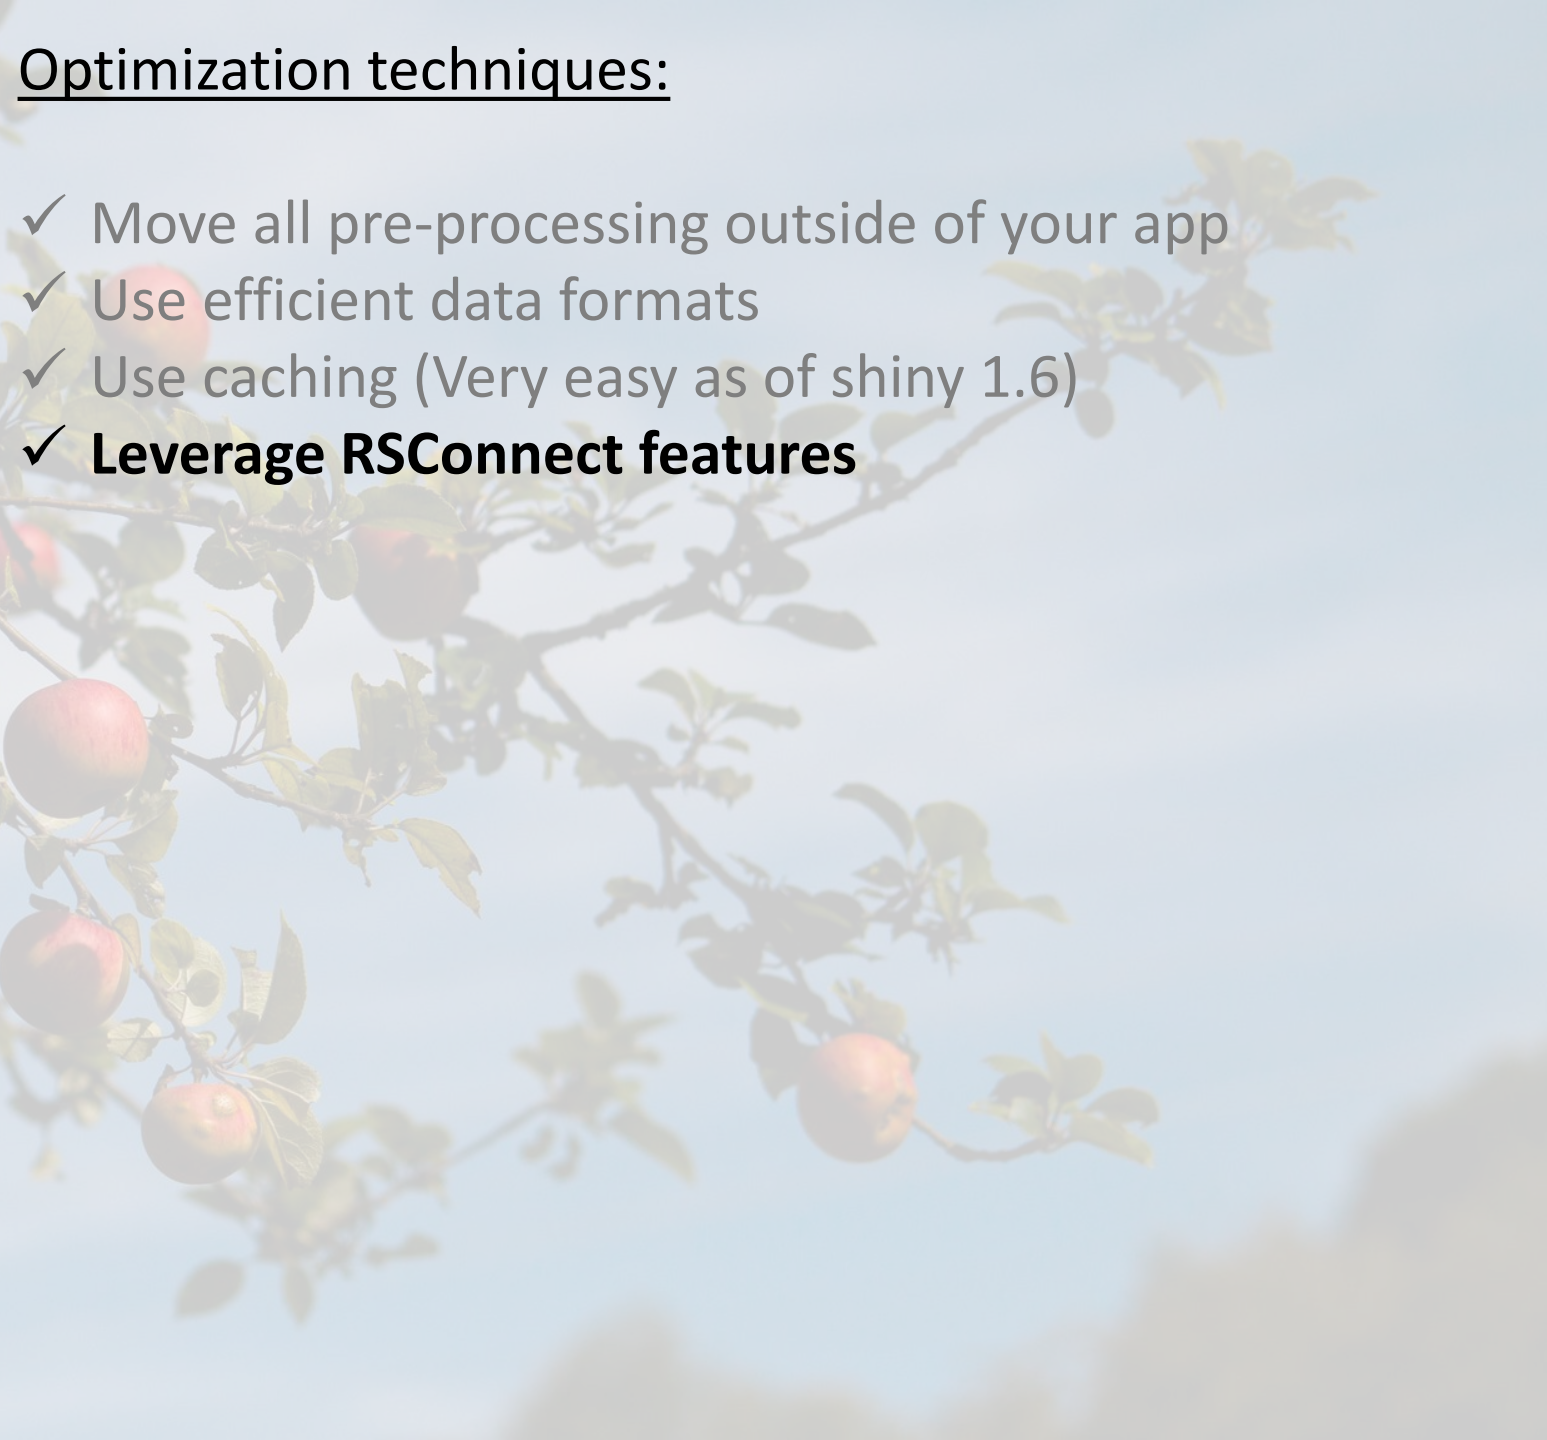 Optimization techniques:
✓ Move all pre-processing outside of your app
✓ Use efficient data formats
✓ Use caching (Very easy as of shiny 1.6)
✓ Leverage RSConnect features